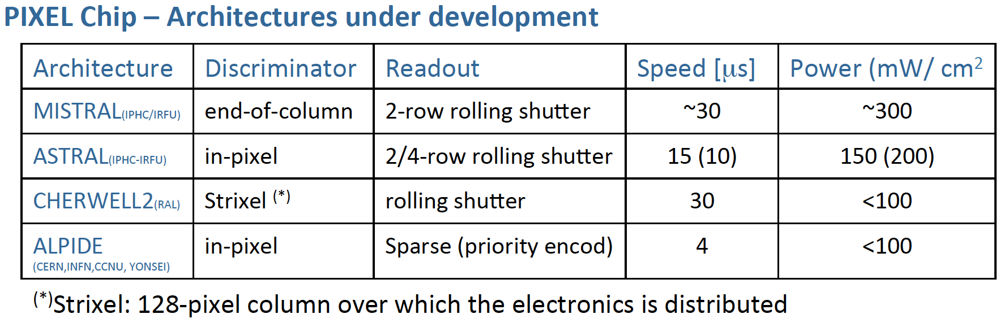 PIXEL Chip – Architectures under development
Architecture Discriminator Readout Speed [μs] Power (mW/ cm2
MISTRAL(IPHC/IRFU) end-of-column 2-row rolling shutter ~30 ~300
ASTRAL(IPHC-IRFU) in-pixel 2/4-row rolling shutter 15 (10) 150 (200)
CHERWELL2(RAL) Strixel (*) rolling shutter 30 <100
ALPIDE in-pixel Sparse (priority encod) 4 <100
(CERN,INFN,CCNU, YONSEI)
(*)Strixel: 128-pixel column over which the electronics is distributed